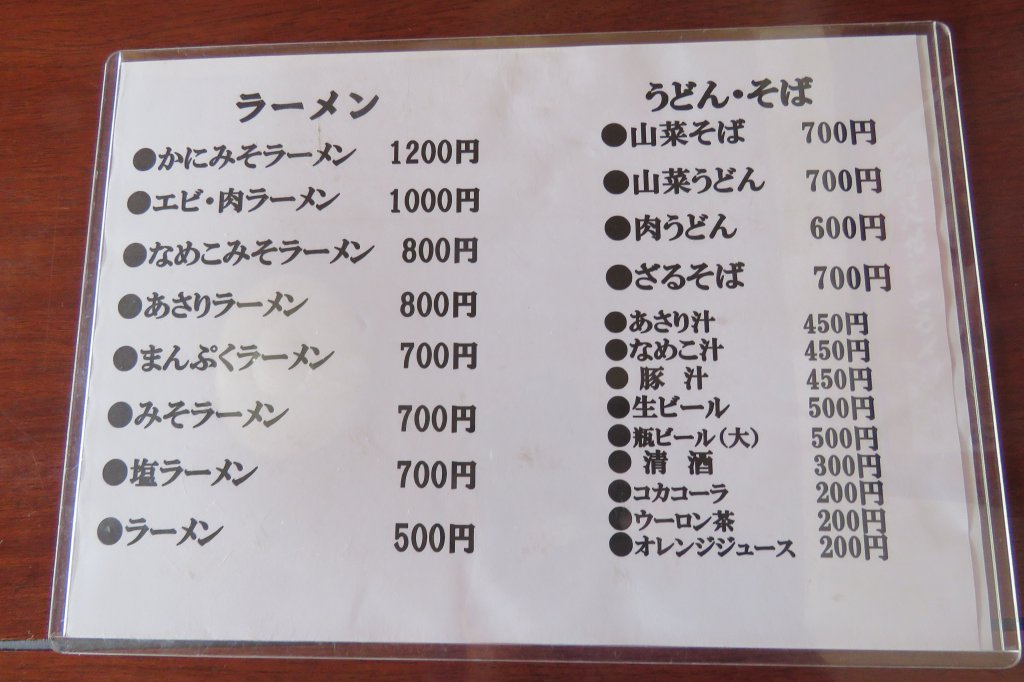 ラーメン
●かにみそラーメン 1200円
●エビ・肉ラーメン 1000円
●なめこみそラーメン 800円
●あさりラーメン 800円
●まんぷくラーメン 700円
●みそラーメン 700円
●塩ラーメン 700円
●ラーメン 500円
うどん・そば
●山菜そば 700円
●山菜うどん 700円
●肉うどん 600円
●ざるそば 700円
●あさり汁 450円
●なめこ汁 450円
●豚汁 450円
●生ビール 500円
●瓶ビール(大) 500円
●清酒 300円
●コカコーラ 200円
●ウーロン茶 200円
●オレンジジュース 200円